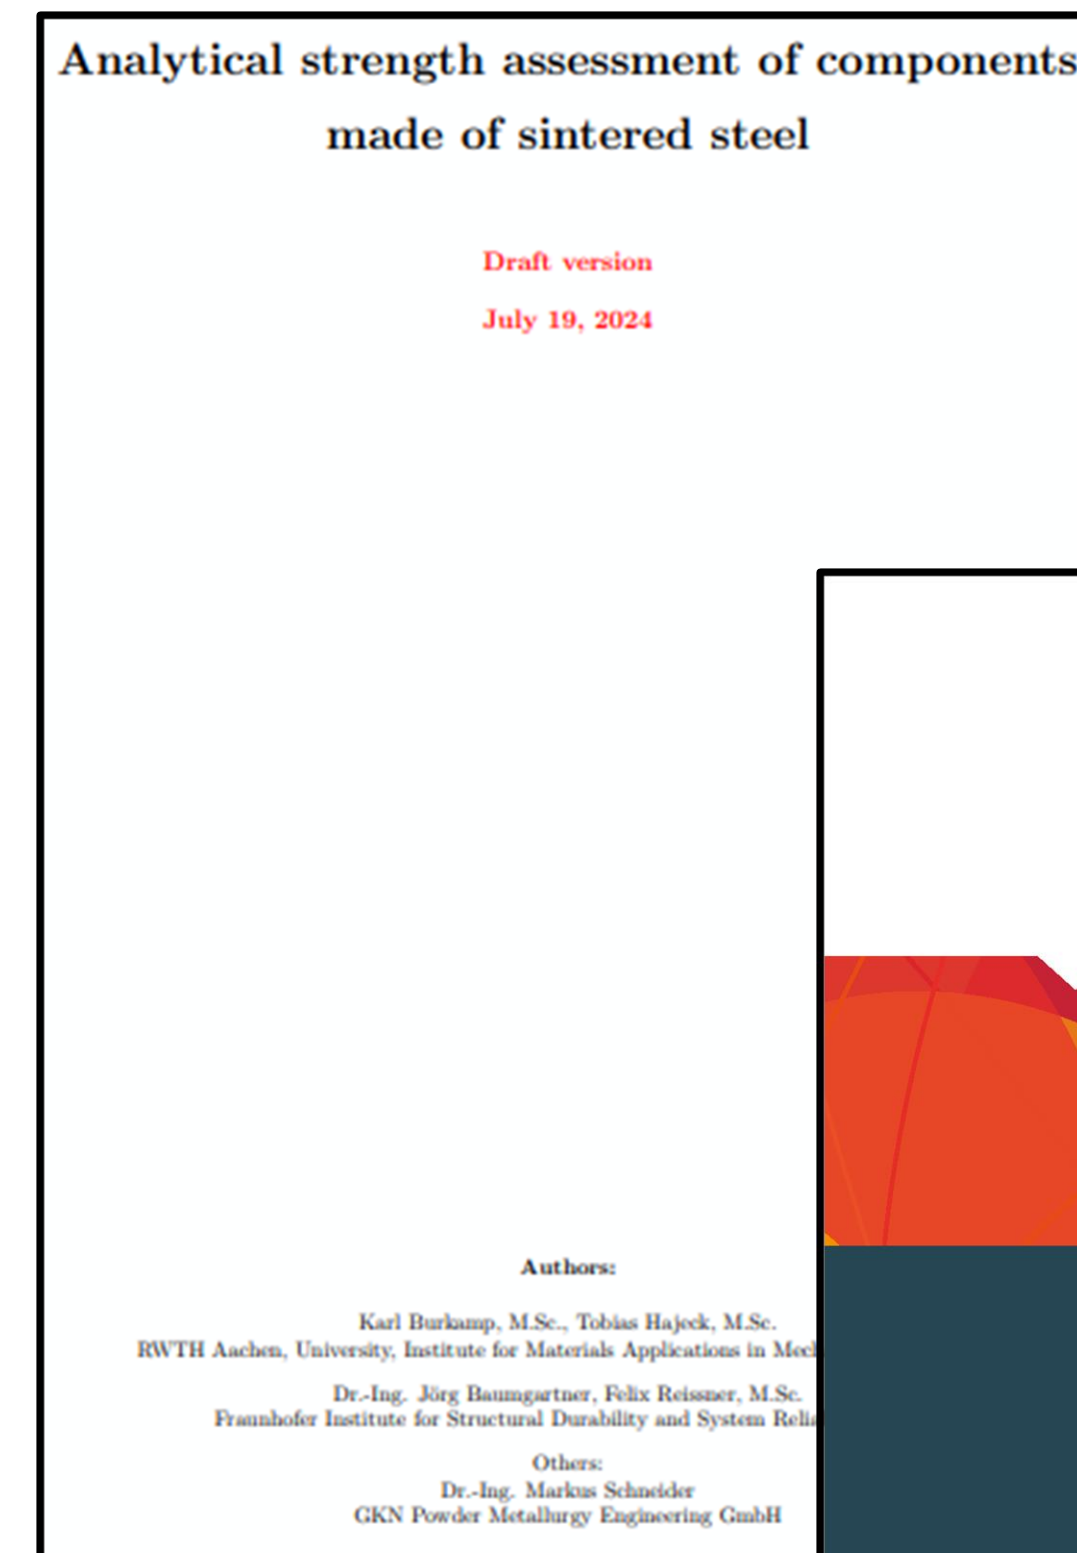 Analytical strength assessment of components
made of sintered steel
Draft version
July 19, 2024
Authors:
Karl Burkamp, M.Sc., Tobias Hajeck, M.Sc.
RWTH Aachen, University, Institute for Materials Applications in
Dr.-Ing. Jörg Baumgartner, Felix Reissner, M.Sc.
Fraunhofer Institute for Structural Durability and System
Others:
Dr.-Ing. Markus Schneider
GKN Powder Metallurgy Engineering GmbH